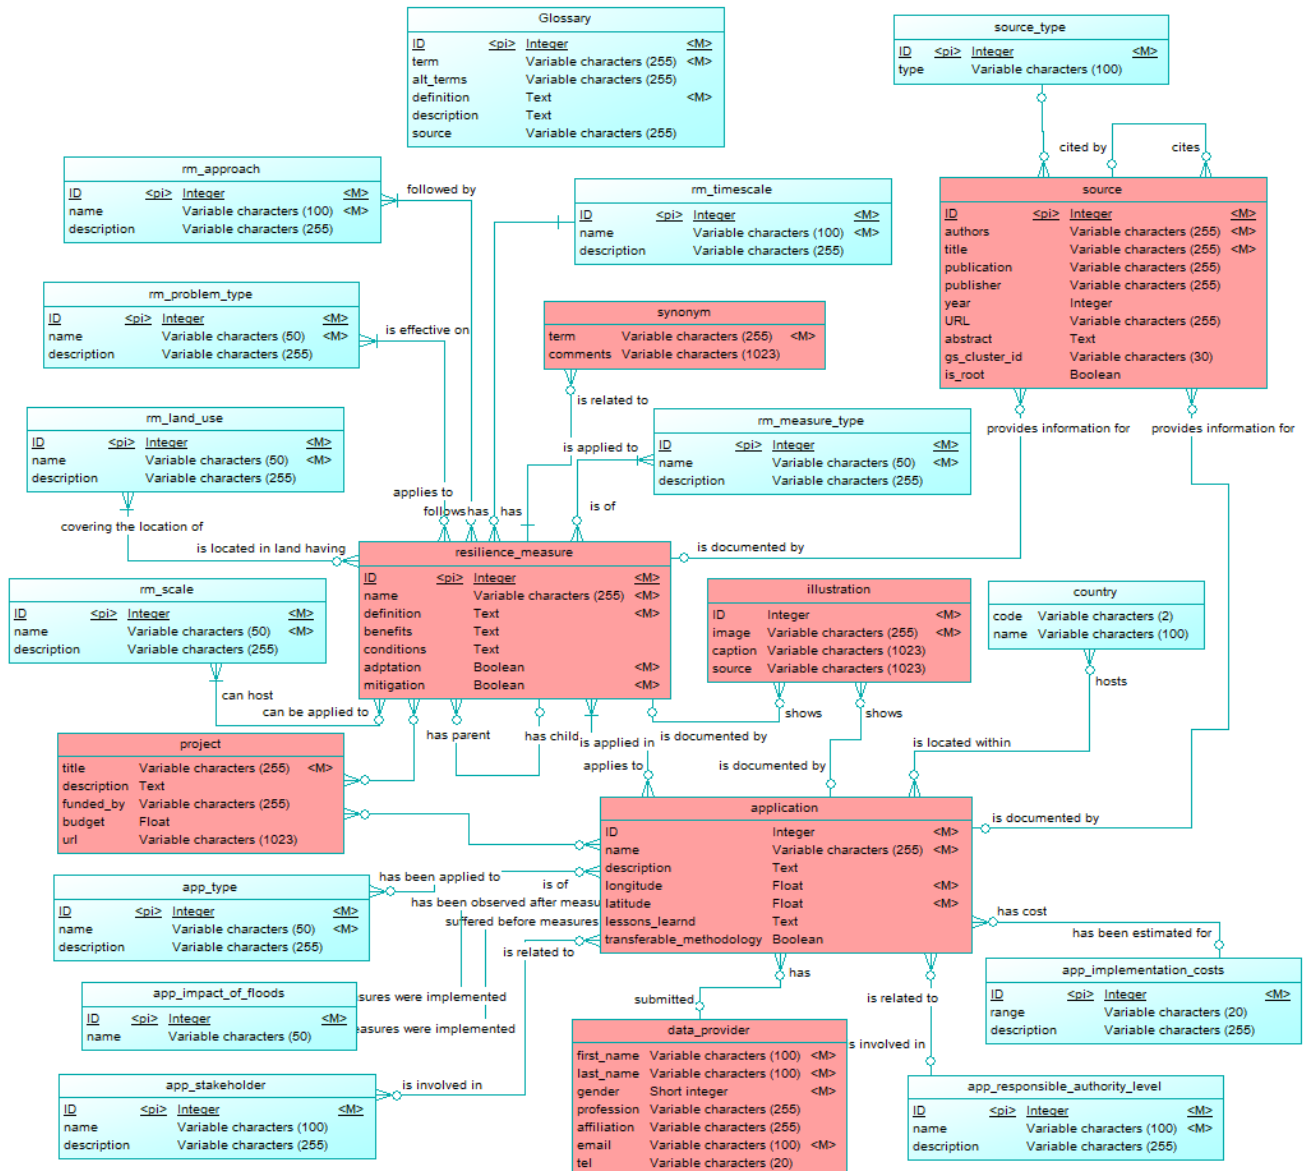 Glossary
ID <pi> Integer <M>
term Variable characters (255) <M>
alt_terms Variable characters (255)
definition Text <M>
description Text
source Variable characters (255)
source_type
ID <pi> Integer <M>
type Variable characters (100)
cited by
cites
rm_approach
ID <pi> Integer <M>
name Variable characters (100) <M>
description Variable characters (255)
followed by
rm_timescale
ID <pi> Integer <M>
name Variable characters (100) <M>
description Variable characters (255)
source
ID <pi> Integer <M>
authors Variable characters (255) <M>
title Variable characters (255) <M>
publication Variable characters (255)
publisher Variable characters (255)
year Integer
URL Variable characters (255)
abstract Text
gs_cluster_id Variable characters (30)
is_root Boolean
rm_problem_type
ID <pi> Integer <M>
name Variable characters (50) <M>
description Variable characters (255)
is effective on
synonym
term Variable characters (255) <M>
comments Variable characters (1023)
is related to
rm_land_use
ID <pi> Integer <M>
name Variable characters (50) <M>
description Variable characters (255)
rm_measure_type
ID <pi> Integer <M>
name Variable characters (50) <M>
description Variable characters (255)
is applied to
provides information for
provides information for
applies to
follows
has
has
is of
covering the location of
is located in land having
is documented by
resilience_measure
ID <pi> Integer <M>
name Variable characters (255) <M>
definition Text <M>
benefits Text
conditions Text
adptation Boolean <M>
mitigation Boolean <M>
rm_scale
ID <pi> Integer <M>
name Variable characters (50) <M>
description Variable characters (255)
illustration
ID Integer <M>
image Variable characters (255) <M>
caption Variable characters (1023)
source Variable characters (1023)
country
code Variable characters (2)
name Variable characters (100)
hosts
can host
can be applied to
shows
shows
has parent
has child
is applied in
is documented by
is located within
applies to
is documented by
project
title Variable characters (255) <M>
description Text
funded_by Variable characters (255)
budget Float
url Variable characters (1023)
application
ID Integer <M>
name Variable characters (255) <M>
description Text
longitude Float <M>
latitude Float <M>
lessons_learnd Text
transferable_methodology Boolean
is documented by
has been applied to
is of
has been observed after measu
suffered before measures
app_type
ID <pi> Integer <M>
name Variable characters (50) <M>
description Variable characters (255)
has cost
has been estimated for
is related to
has
is related to
app_implementation_costs
ID <pi> Integer <M>
range Variable characters (20)
description Variable characters (255)
app_impact_of_floods
ID <pi> Integer <M>
name Variable characters (50)
sures were implemented
measures were implemented
submitted
data_provider
first_name Variable characters (100) <M>
last_name Variable characters (100) <M>
gender Short integer <M>
profession Variable characters (255)
affiliation Variable characters (255)
email Variable characters (100) <M>
tel Variable characters (20)
s involved in
app_stakeholder
ID <pi> Integer <M>
name Variable characters (100)
description Variable characters (255)
is involved in
app_responsible_authority_level
ID <pi> Integer <M>
name Variable characters (100) <M>
description Variable characters (255)